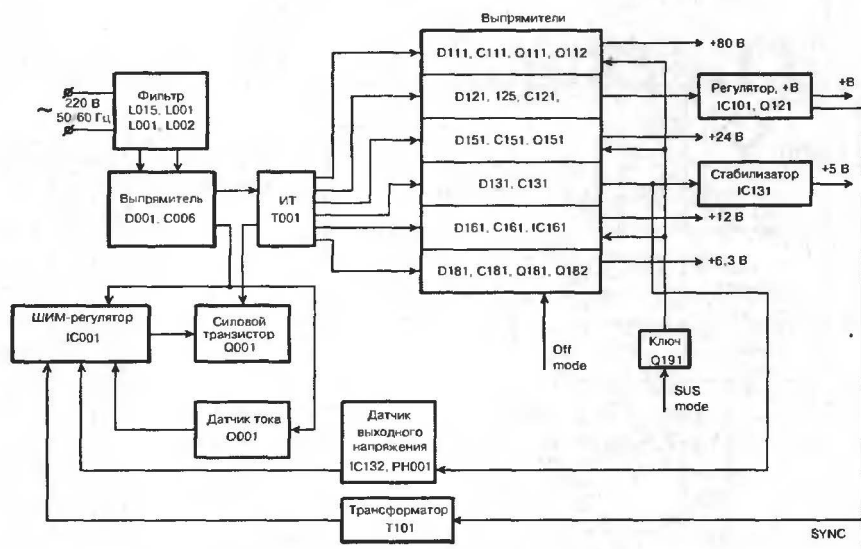 Выпрямители
D111, C111, Q111, Q112
D121, 125, C121,
D151, C151, Q151
D131, C131
D161, C161, IC161
D181, C181, Q181, Q182
+80 В
Регулятор, +В
IC101, Q121
+В
+24 В
Стабилизатор
IC131
+5 В
+12 В
+6,3 В
~
220 В
50/60 Гц
Фильтр
L015, L001
L001, L002
Выпрямитель
D001, C006
ИТ
T001
ШИМ-регулятор
IC001
Силовой
транзистор
Q001
Off
mode
Ключ
Q191
SUS
mode
Датчик тока
Q001
Датчик
выходного
напряжения
IC132, PH001
Трансформатор
T101
SYNC